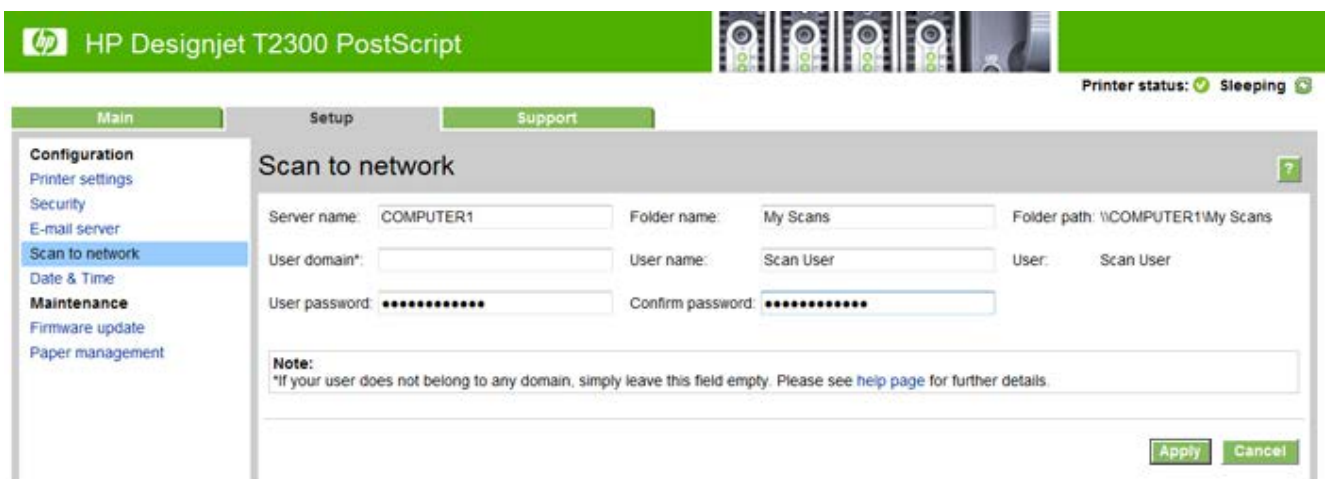 hp HP Designjet T2300 PostScript
Printer status: Sleeping
Main Setup Support
Configuration
Printer settings
Security
E-mail server
Scan to network
Date & Time
Maintenance
Firmware update
Paper management
Scan to network ?
Server name: COMPUTER1 Folder name: My Scans Folder path: \\COMPUTER1\My Scans
User domain*: User name: Scan User User: Scan User
User password: •••••••••••• Confirm password: ••••••••••••
Note:
*If your user does not belong to any domain, simply leave this field empty. Please see help page for further details.
Apply Cancel